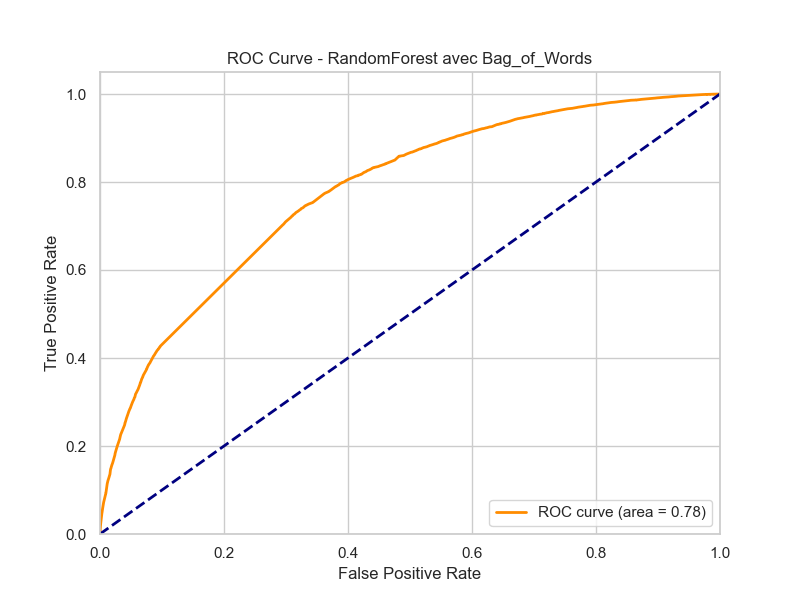 ROC Curve - RandomForest avec Bag_of_Words
1.0
0.8
0.6
0.4
0.2
0.0
True Positive Rate
0.0 0.2 0.4 0.6 0.8 1.0
False Positive Rate
ROC curve (area = 0.78)